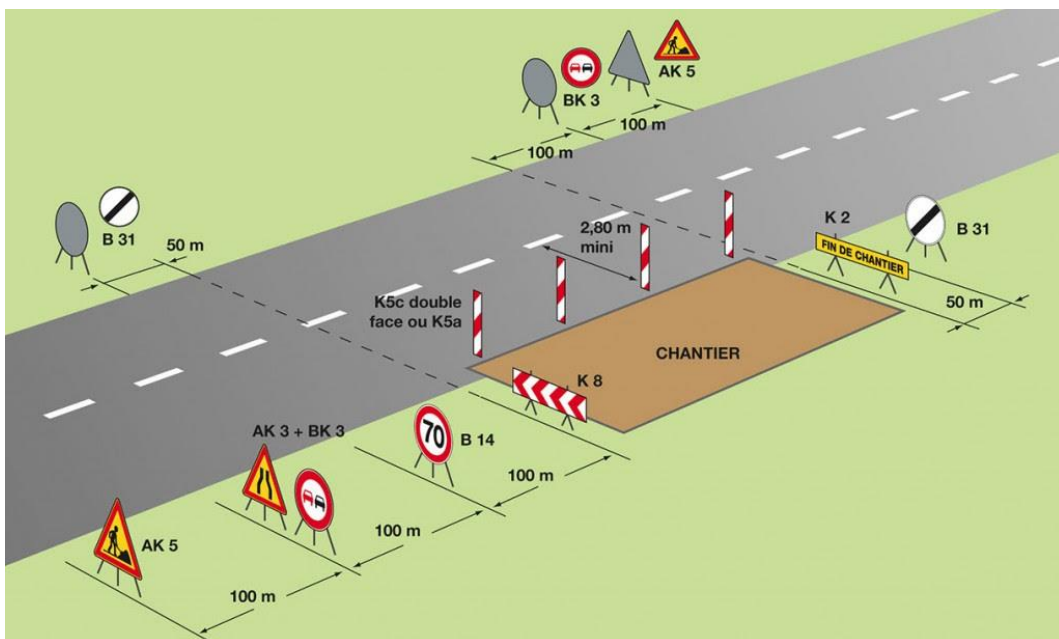 AK 5
BK 3
100 m
100 m
B 31
50 m
K 2
B 31
FIN DE CHANTIER
2,80 m
mini
50 m
K5c double
face ou K5a
CHANTIER
K 8
AK 3 + BK 3
70
B 14
100 m
AK 5
100 m
100 m